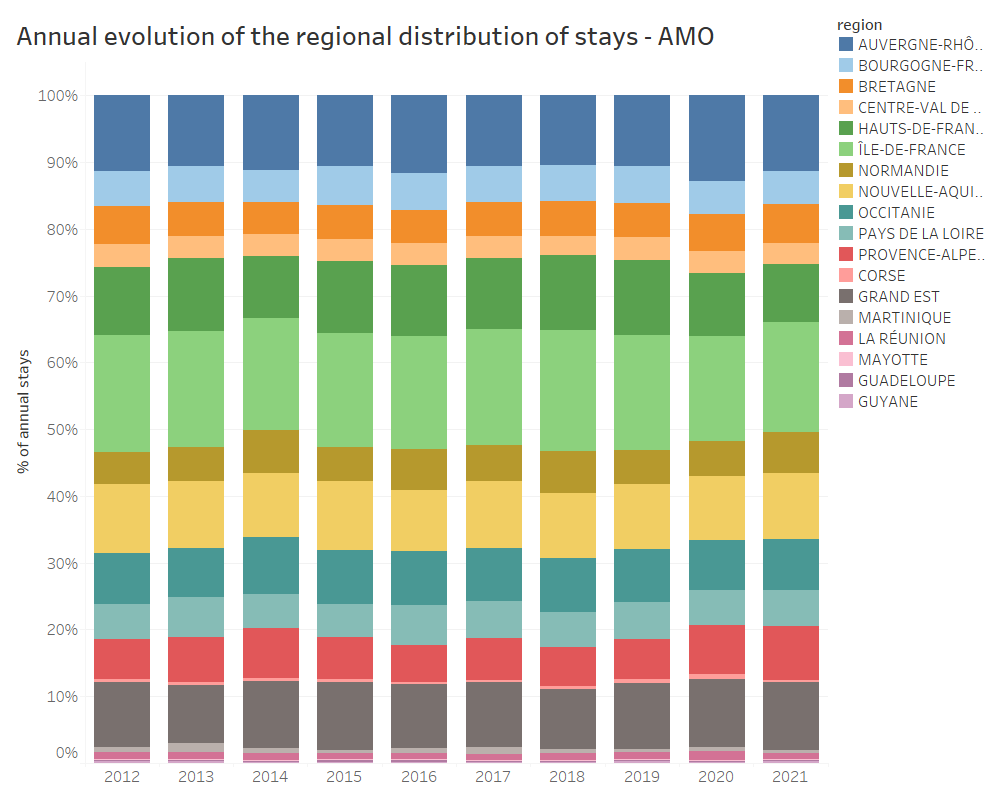 Annual evolution of the regional distribution of stays - AMO
region
AUVERGNE-RHÔ..
BOURGOGNE-FR..
BRETAGNE
CENTRE-VAL DE ..
HAUTS-DE-FRAN..
ÎLE-DE-FRANCE
NORMANDIE
NOUVELLE-AQUI..
OCCITANIE
PAYS DE LA LOIRE
PROVENCE-ALPE..
CORSE
GRAND EST
MARTINIQUE
LA RÉUNION
MAYOTTE
GUADELOUPE
GUYANE
% of annual stays
100%
90%
80%
70%
60%
50%
40%
30%
20%
10%
0%
2012 2013 2014 2015 2016 2017 2018 2019 2020 2021